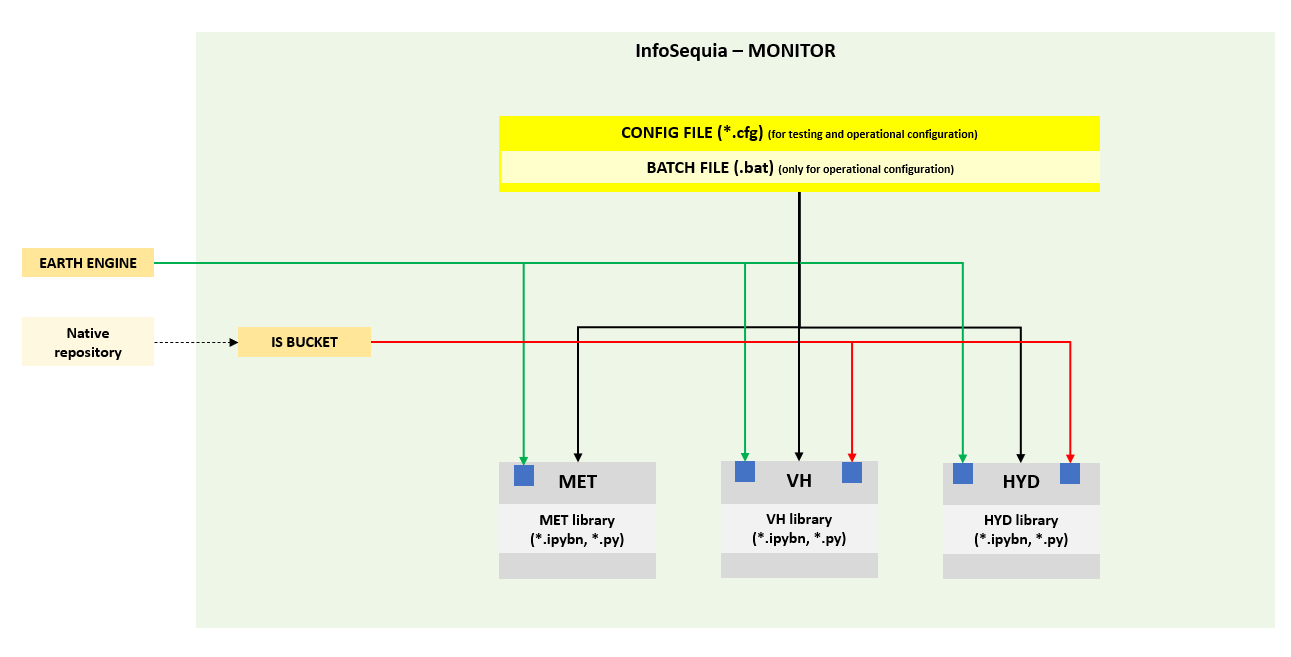 InfoSequia – MONITOR
CONFIG FILE (*.cfg) (for testing and operational configuration)
BATCH FILE (.bat) (only for operational configuration)
EARTH ENGINE
Native
repository
IS BUCKET
MET
MET library
(*.ipybn, *.py)
VH
VH library
(*.ipybn, *.py)
HYD
HYD library
(*.ipybn, *.py)